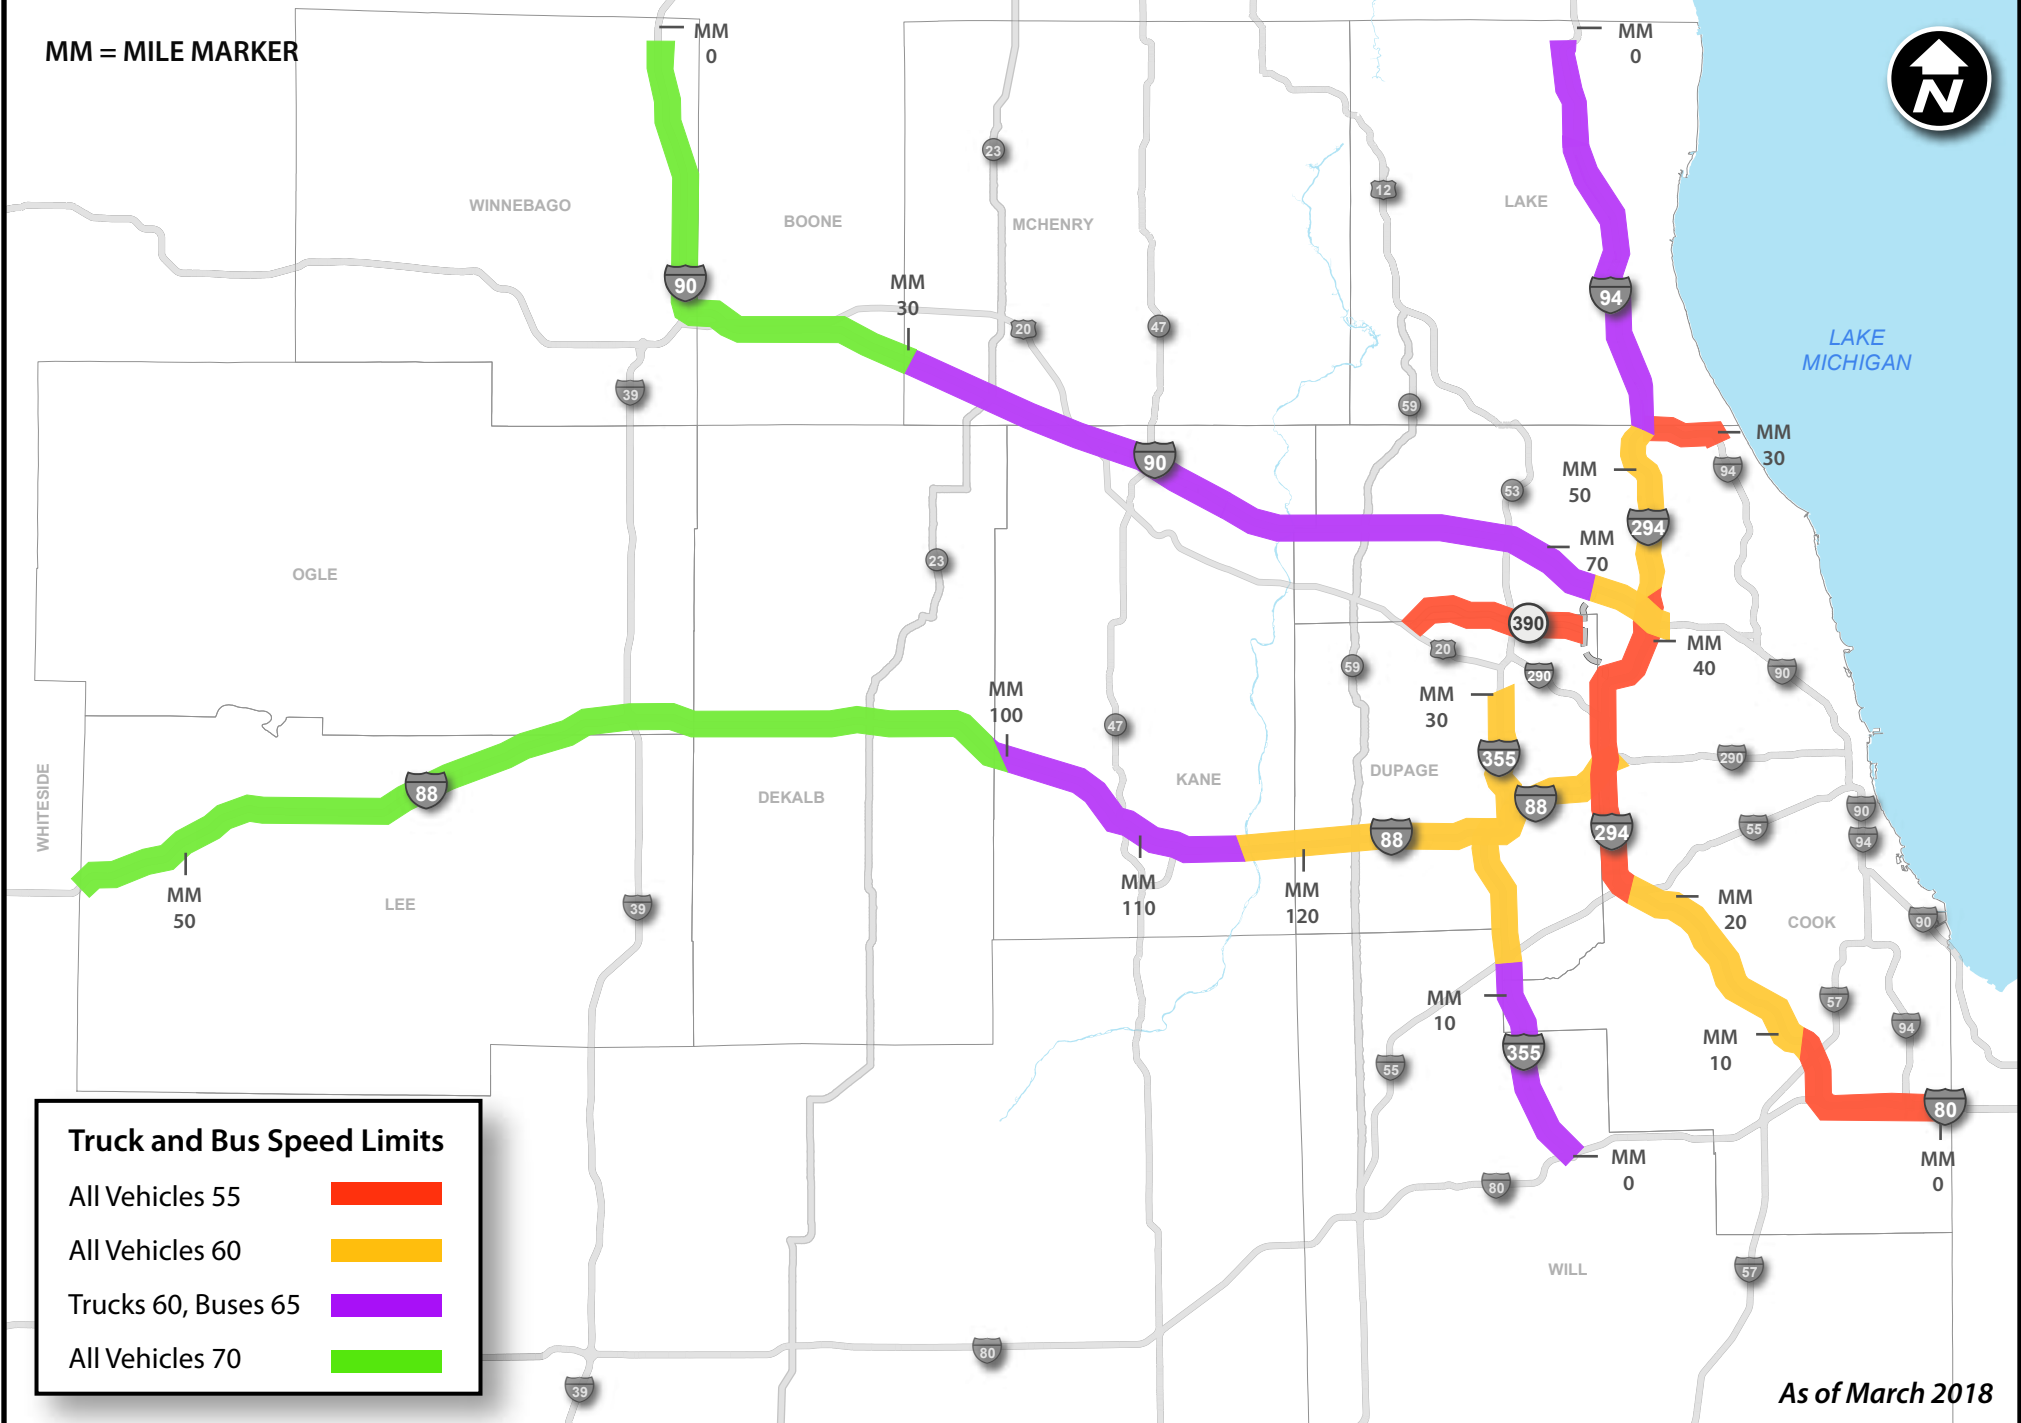 MM
0
MM
0
MM = MILE MARKER
N
23
12
WINNEBAGO
BOONE
MCHENRY
LAKE
90
MM
30
94
20
47
LAKE
MICHIGAN
39
59
90
MM
30
94
MM
50
53
294
OGLE
23
MM
70
390
20
290
59
MM
40
90
MM
100
MM
30
47
355
290
WHITESIDE
88
DEKALB
KANE
DUPAGE
88
90
55
294
88
94
MM
50
LEE
39
MM
110
MM
120
MM
20
COOK
90
MM
10
57
94
MM
10
355
55
80
MM
0
MM
0
80
Truck and Bus Speed Limits
All Vehicles 55
All Vehicles 60
Trucks 60, Buses 65
All Vehicles 70
WILL
57
80
39
As of March 2018